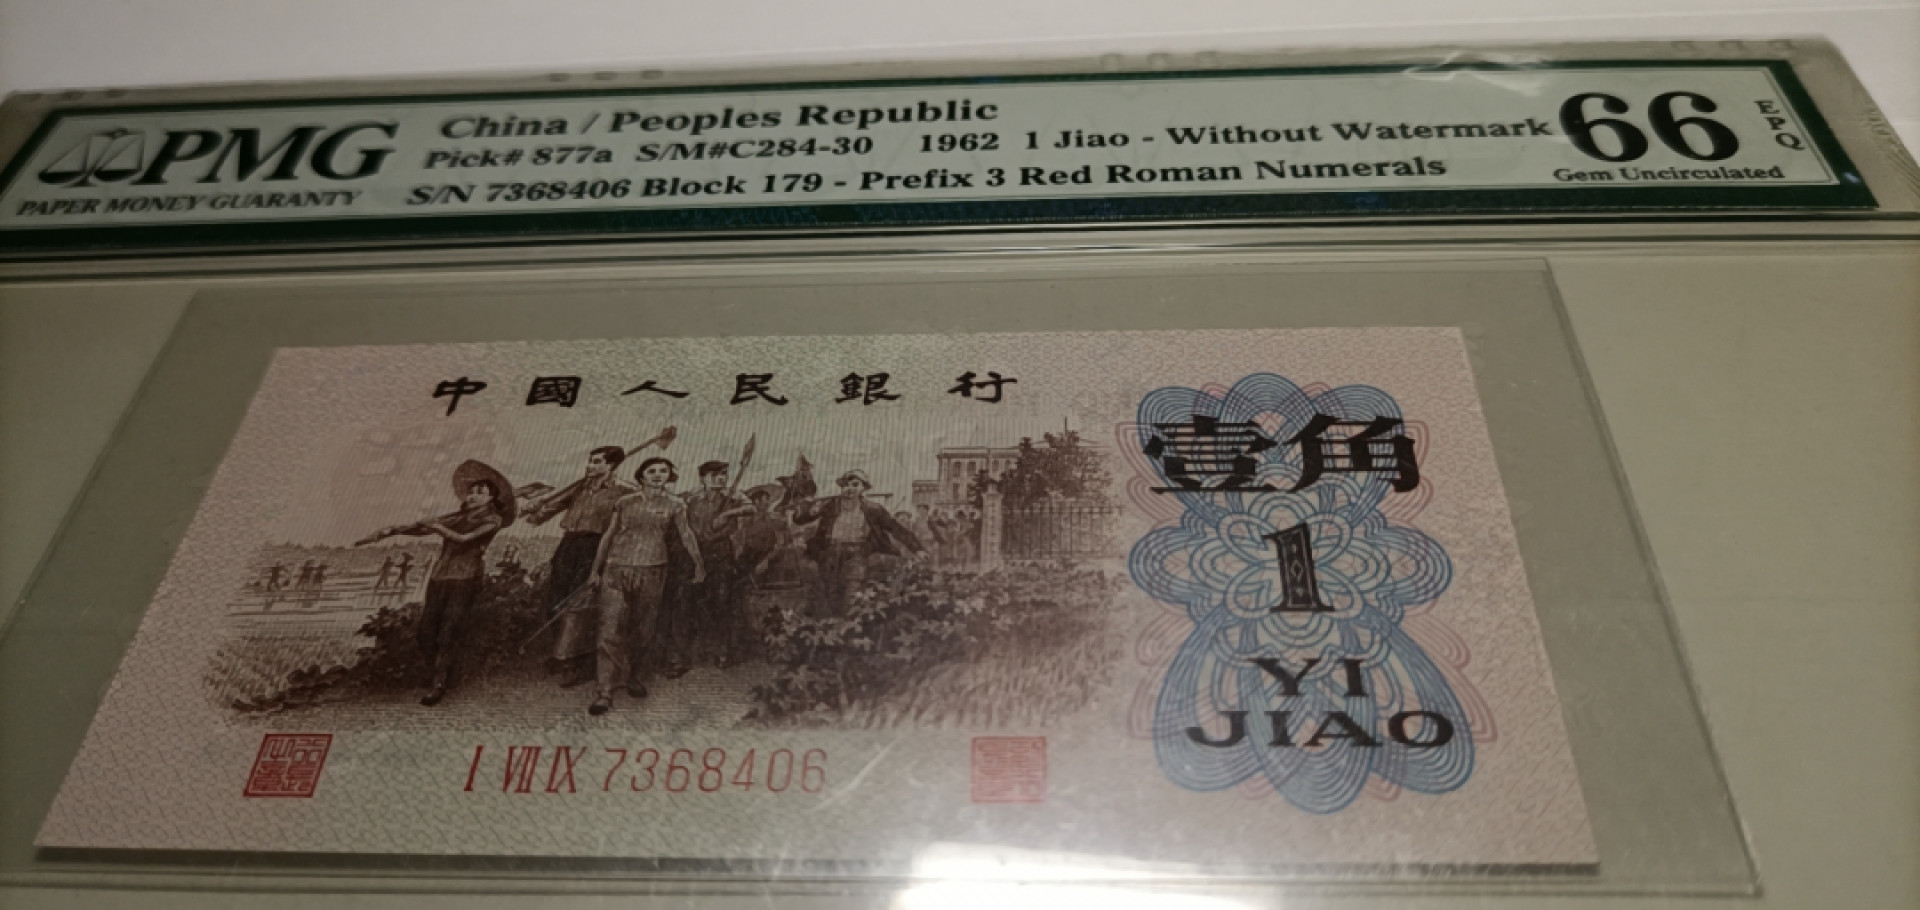 PMG
PAPER MONEY GUARANTY
China / Peoples Republic
Pick# 877a S/M#C284-30 1962 1 Jiao - Without Watermark
S/N 7368406 Block 179 - Prefix 3 Red Roman Numerals
66
EPQ
Gem Uncirculated
中國人民銀行
壹角
1
YI
JIAO
I VII IX 7368406